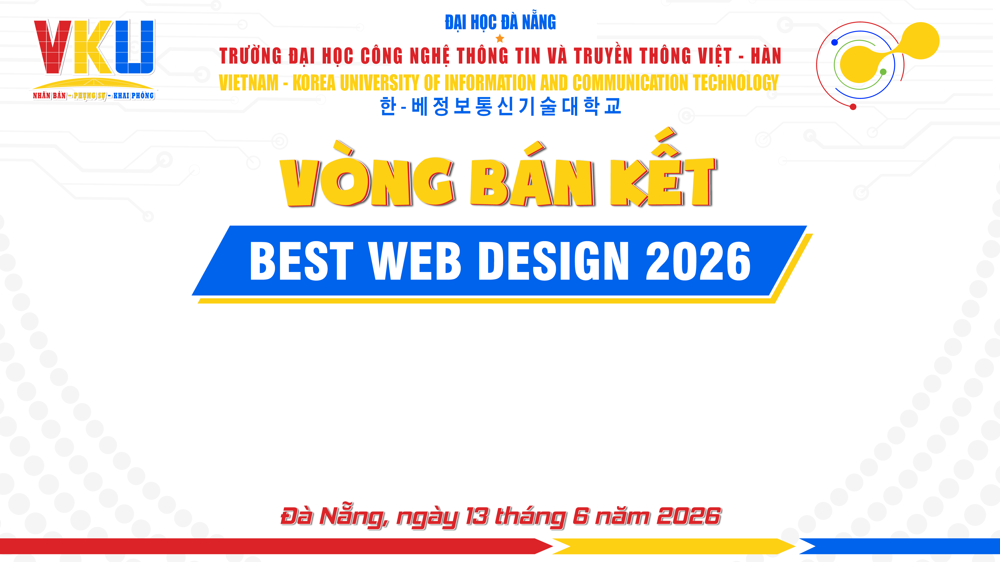 VKU
NHÂN BẢN - PHỤNG SỰ - KHAI PHÓNG
ĐẠI HỌC ĐÀ NẴNG
TRƯỜNG ĐẠI HỌC CÔNG NGHỆ THÔNG TIN VÀ TRUYỀN THÔNG VIỆT - HÀN
VIETNAM - KOREA UNIVERSITY OF INFORMATION AND COMMUNICATION TECHNOLOGY
한-베정보통신기술대학교
VÒNG BÁN KẾT
BEST WEB DESIGN 2026
Đà Nẵng, ngày 13 tháng 6 năm 2026